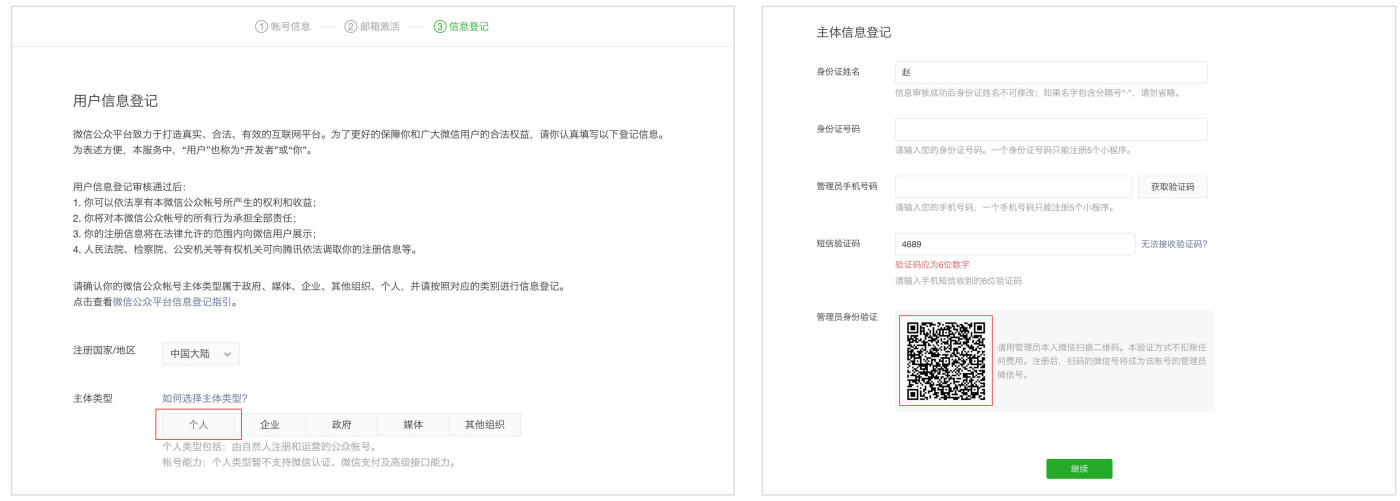 ① 帐号信息 —— ② 邮箱激活 —— ③ 信息登记
用户信息登记
微信公众平台致力于打造真实、合法、有效的互联网平台。为了更好的保障你和广大微信用户的合法权益，请你认真填写以下登记信息。
为表述方便，本服务中，“用户”也称为“开发者”或“你”。
用户信息登记审核通过后：
1. 你可以依法享有本微信公众帐号所产生的权利和收益；
2. 你将对本微信公众帐号的所有行为承担全部责任；
3. 你的注册信息将在法律允许的范围内向微信用户展示；
4. 人民法院、检察院、公安机关等有权机关可向腾讯依法调取你的注册信息等。
请确认你的微信公众帐号主体类型属于政府、媒体、企业、其他组织、个人，并请按照对应的类别进行信息登记。
点击查看微信公众平台信息登记指引。
注册国家/地区 中国大陆
主体类型 如何选择主体类型?
个人 企业 政府 媒体 其他组织
个人类型包括：由自然人注册和运营的公众帐号。
帐号能力：个人类型暂不支持微信认证、微信支付及高级接口能力。
主体信息登记
身份证姓名 赵
信息审核成功后身份证姓名不可修改；如果名字包含分隔号“·”，请勿省略。
身份证号码
请输入您的身份证号码。一个身份证号码只能注册5个小程序。
管理员手机号码 获取验证码
请输入您的手机号码，一个手机号码只能注册5个小程序。
短信验证码 4689 无法接收验证码?
验证码应为6位数字
请输入手机短信收到的6位验证码
管理员身份验证
请用管理员本人微信扫描二维码。本验证方式不扣除任
何费用。注册后，扫码的微信号将成为该帐号的管理员
微信号。
继续